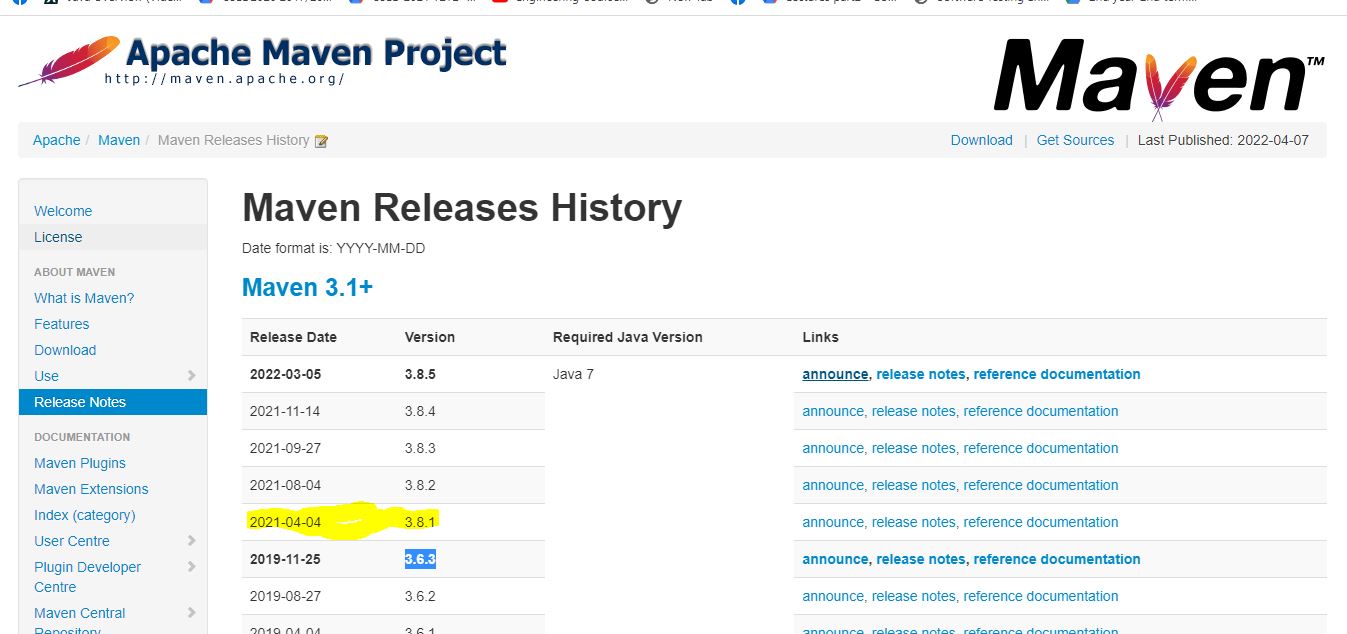 Apache Maven Project
http://maven.apache.org/
Maven™
Apache / Maven / Maven Releases History
Download | Get Sources | Last Published: 2022-04-07
Welcome
License
ABOUT MAVEN
What is Maven?
Features
Download
Use
Release Notes
DOCUMENTATION
Maven Plugins
Maven Extensions
Index (category)
User Centre
Plugin Developer
Centre
Maven Central
Repository
Maven Releases History
Date format is: YYYY-MM-DD
Maven 3.1+
Release Date Version Required Java Version Links
2022-03-05 3.8.5 Java 7 announce, release notes, reference documentation
2021-11-14 3.8.4 announce, release notes, reference documentation
2021-09-27 3.8.3 announce, release notes, reference documentation
2021-08-04 3.8.2 announce, release notes, reference documentation
2021-04-04 3.8.1 announce, release notes, reference documentation
2019-11-25 3.6.3 announce, release notes, reference documentation
2019-08-27 3.6.2 announce, release notes, reference documentation
2019-04-04 3.6.1 announce, release notes, reference documentation